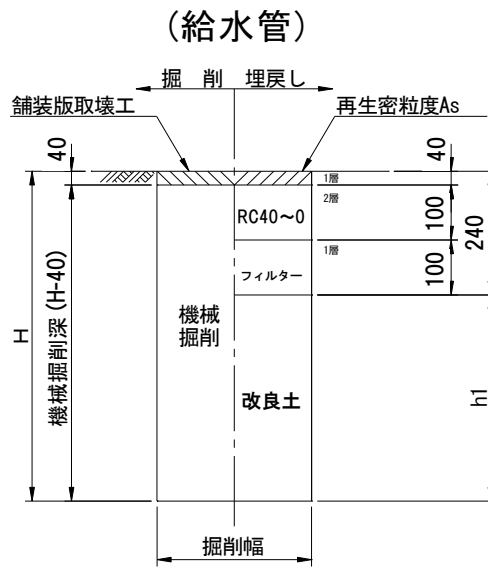 (給水管)
掘 削 埋戻し
舗装版取壊工 再生密粒度As
40
1層
40
2層
RC40~0
100
240
1層
フィルター
100
H
機械掘削深(H-40)
機械
掘削
改良土
h1
掘削幅